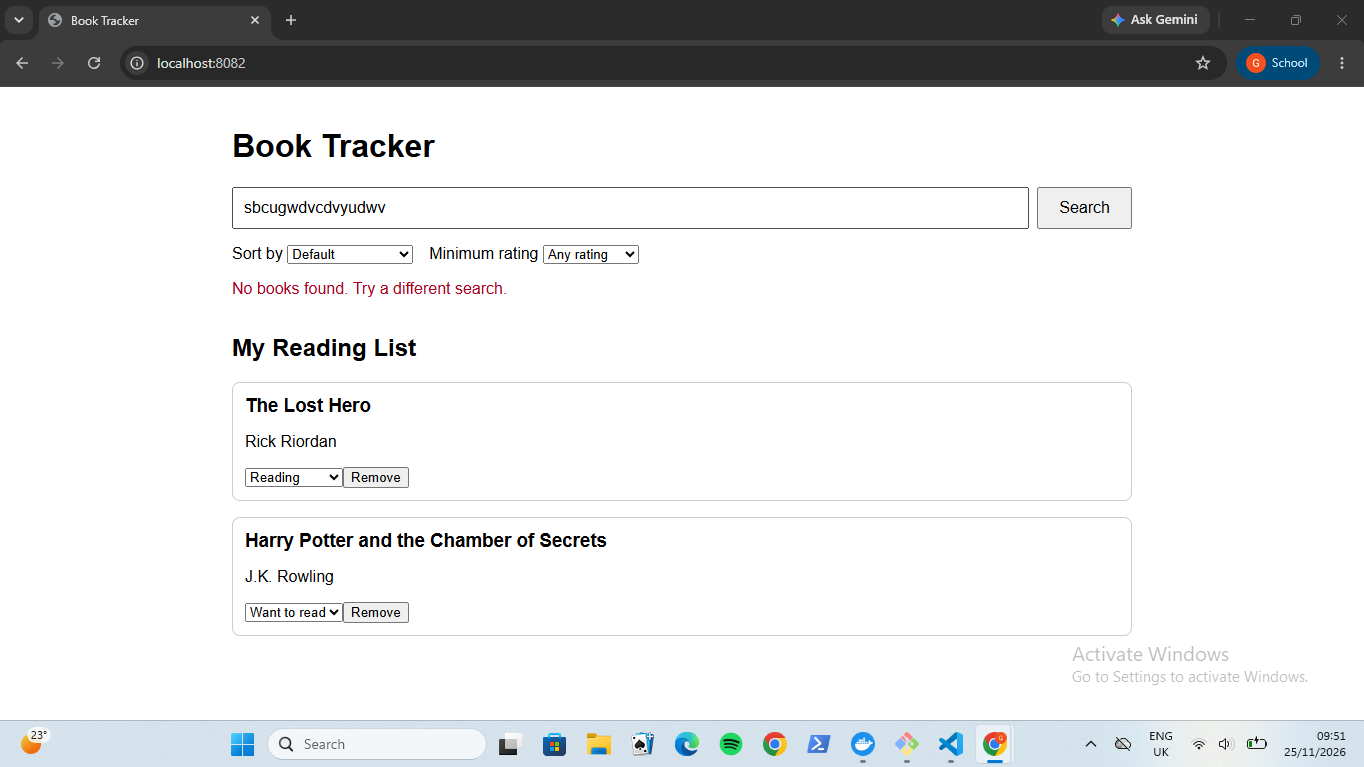 Book Tracker
Ask Gemini
localhost:8082
G School
Book Tracker
sbcugwdvcdvyudwv Search
Sort by Default Minimum rating Any rating
No books found. Try a different search.
My Reading List
The Lost Hero
Rick Riordan
Reading Remove
Harry Potter and the Chamber of Secrets
J.K. Rowling
Want to read Remove
Activate Windows
Go to Settings to activate Windows.
23°
Search
ENG
UK
09:51
25/11/2026